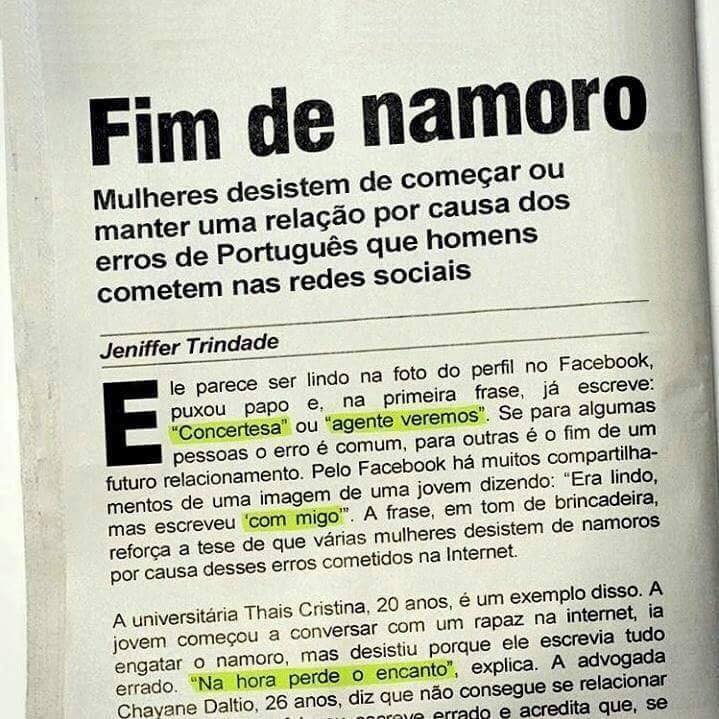 Fim de namoro
Mulheres desistem de começar ou
manter uma relação por causa dos
erros de Português que homens
cometem nas redes sociais
Jeniffer Trindade
Ele parece ser lindo na foto do perfil no Facebook,
puxou papo e, na primeira frase, já escreve:
“Concertesa” ou “agente veremos”. Se para algumas
pessoas o erro é comum, para outras é o fim de um
futuro relacionamento. Pelo Facebook há muitos compartilha-
mentos de uma imagem de uma jovem dizendo: “Era lindo,
mas escreveu ‘com migo’”. A frase, em tom de brincadeira,
reforça a tese de que várias mulheres desistem de namoros
por causa desses erros cometidos na Internet.
A universitária Thais Cristina, 20 anos, é um exemplo disso. A
jovem começou a conversar com um rapaz na internet, ia
engatar o namoro, mas desistiu porque ele escrevia tudo
errado. “Na hora perde o encanto”, explica. A advogada
Chayane Daltio, 26 anos, diz que não consegue se relacionar
errado e acredita que, se